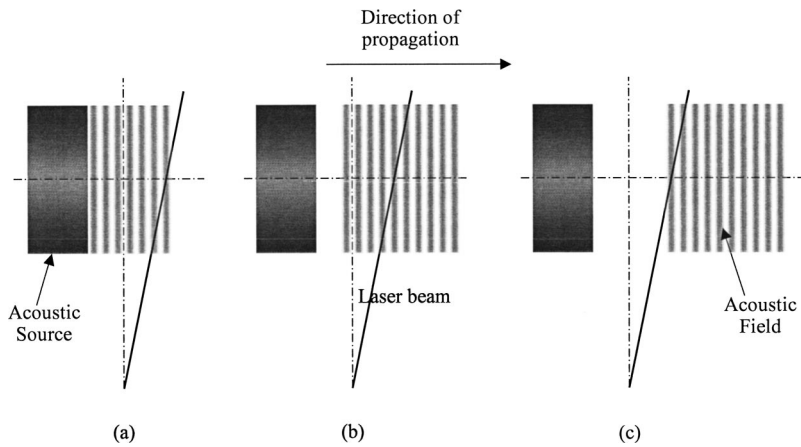 Direction of
propagation
Laser beam
Acoustic
Source
Acoustic
Field
(a)
(b)
(c)